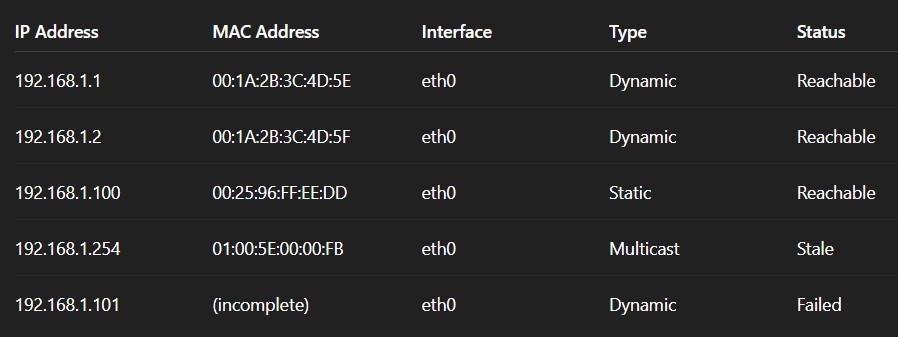 IP Address MAC Address Interface Type Status
192.168.1.1 00:1A:2B:3C:4D:5E eth0 Dynamic Reachable
192.168.1.2 00:1A:2B:3C:4D:5F eth0 Dynamic Reachable
192.168.1.100 00:25:96:FF:EE:DD eth0 Static Reachable
192.168.1.254 01:00:5E:00:00:FB eth0 Multicast Stale
192.168.1.101 (incomplete) eth0 Dynamic Failed